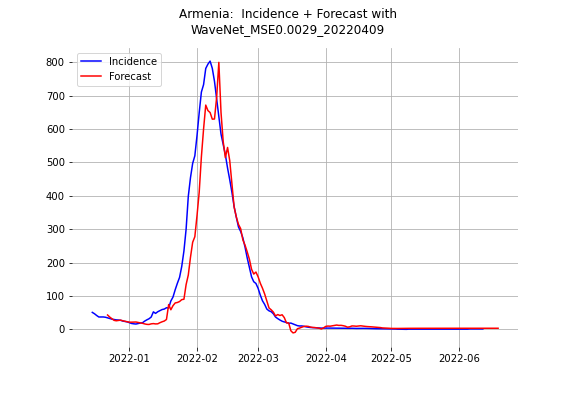 Armenia:  Incidence + Forecast with
WaveNet_MSE0.0029_20220409
Incidence
Forecast
800
700
600
500
400
300
200
100
0
2022-01 2022-02 2022-03 2022-04 2022-05 2022-06